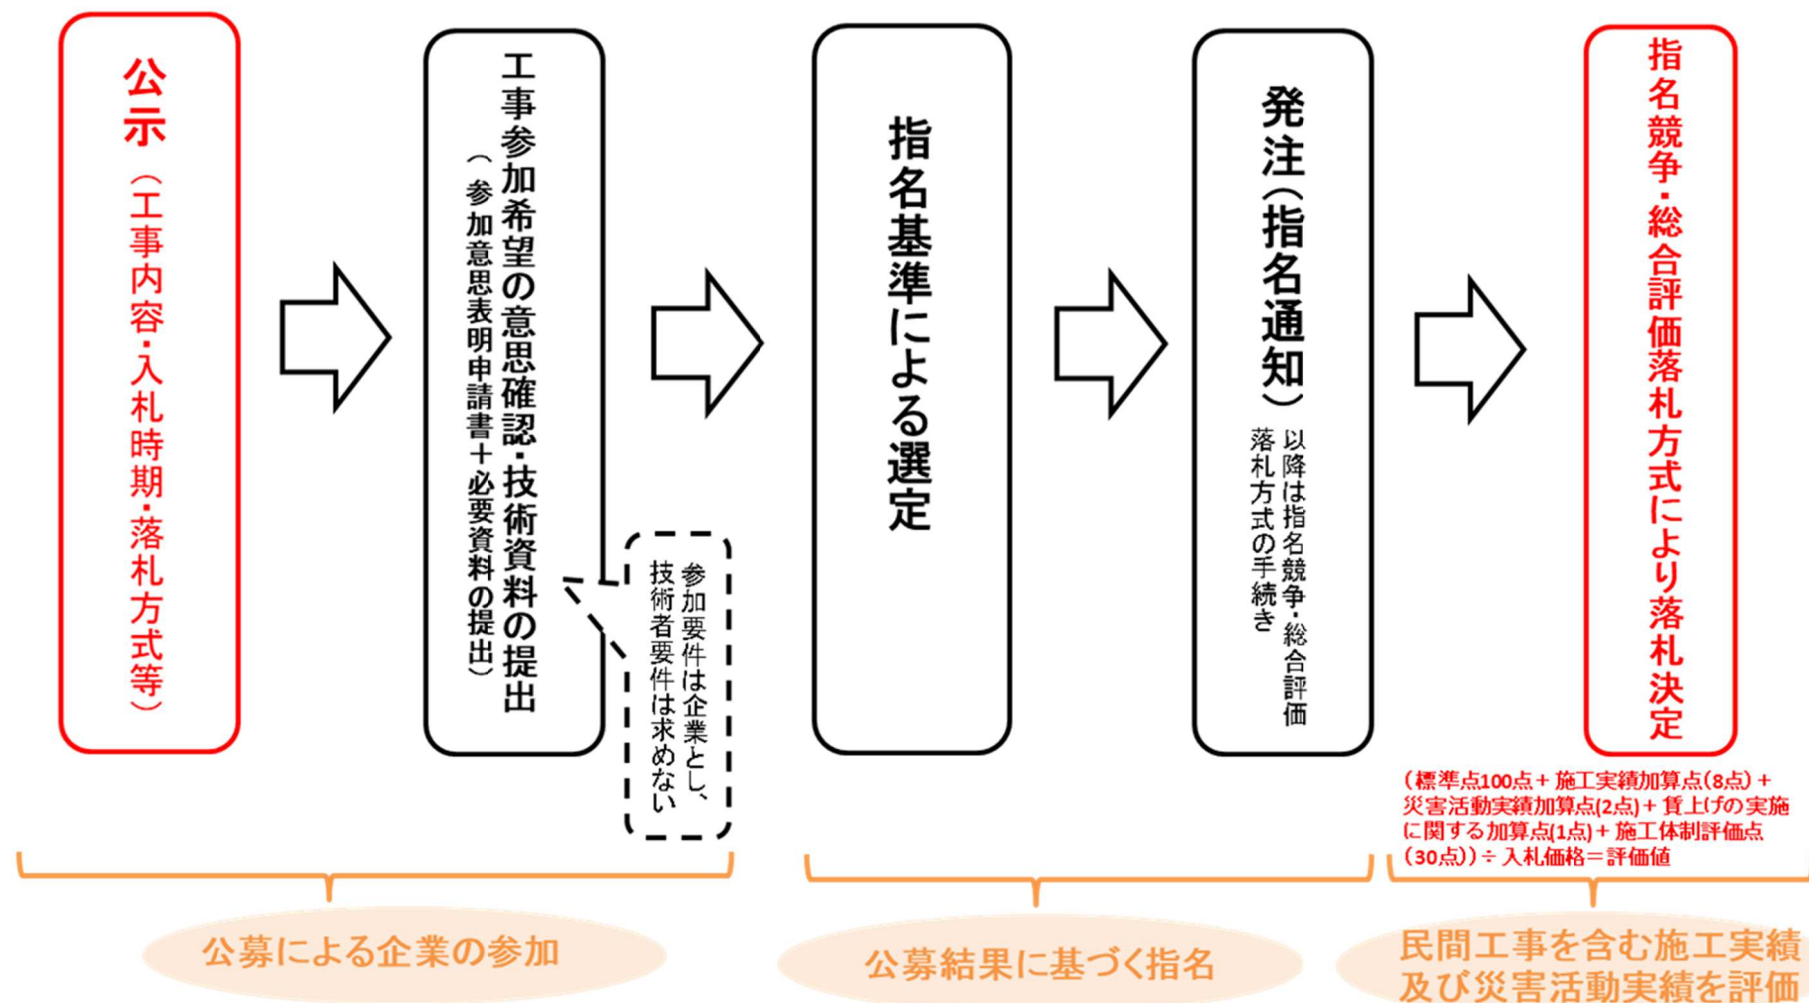 公示（工事内容・入札時期・落札方式等）
工事参加希望の意思確認・技術資料の提出
（参加意思表明申請書＋必要資料の提出）
参加要件は企業とし、
技術者要件は求めない
指名基準による選定
発注（指名通知）
以降は指名競争・総合評価
落札方式の手続き
指名競争・総合評価落札方式により落札決定
（標準点100点＋施工実績加算点(8点)＋
災害活動実績加算点(2点)＋賃上げの実施
に関する加算点(1点)＋施工体制評価点
（30点））÷入札価格＝評価値
公募による企業の参加
公募結果に基づく指名
民間工事を含む施工実績
及び災害活動実績を評価